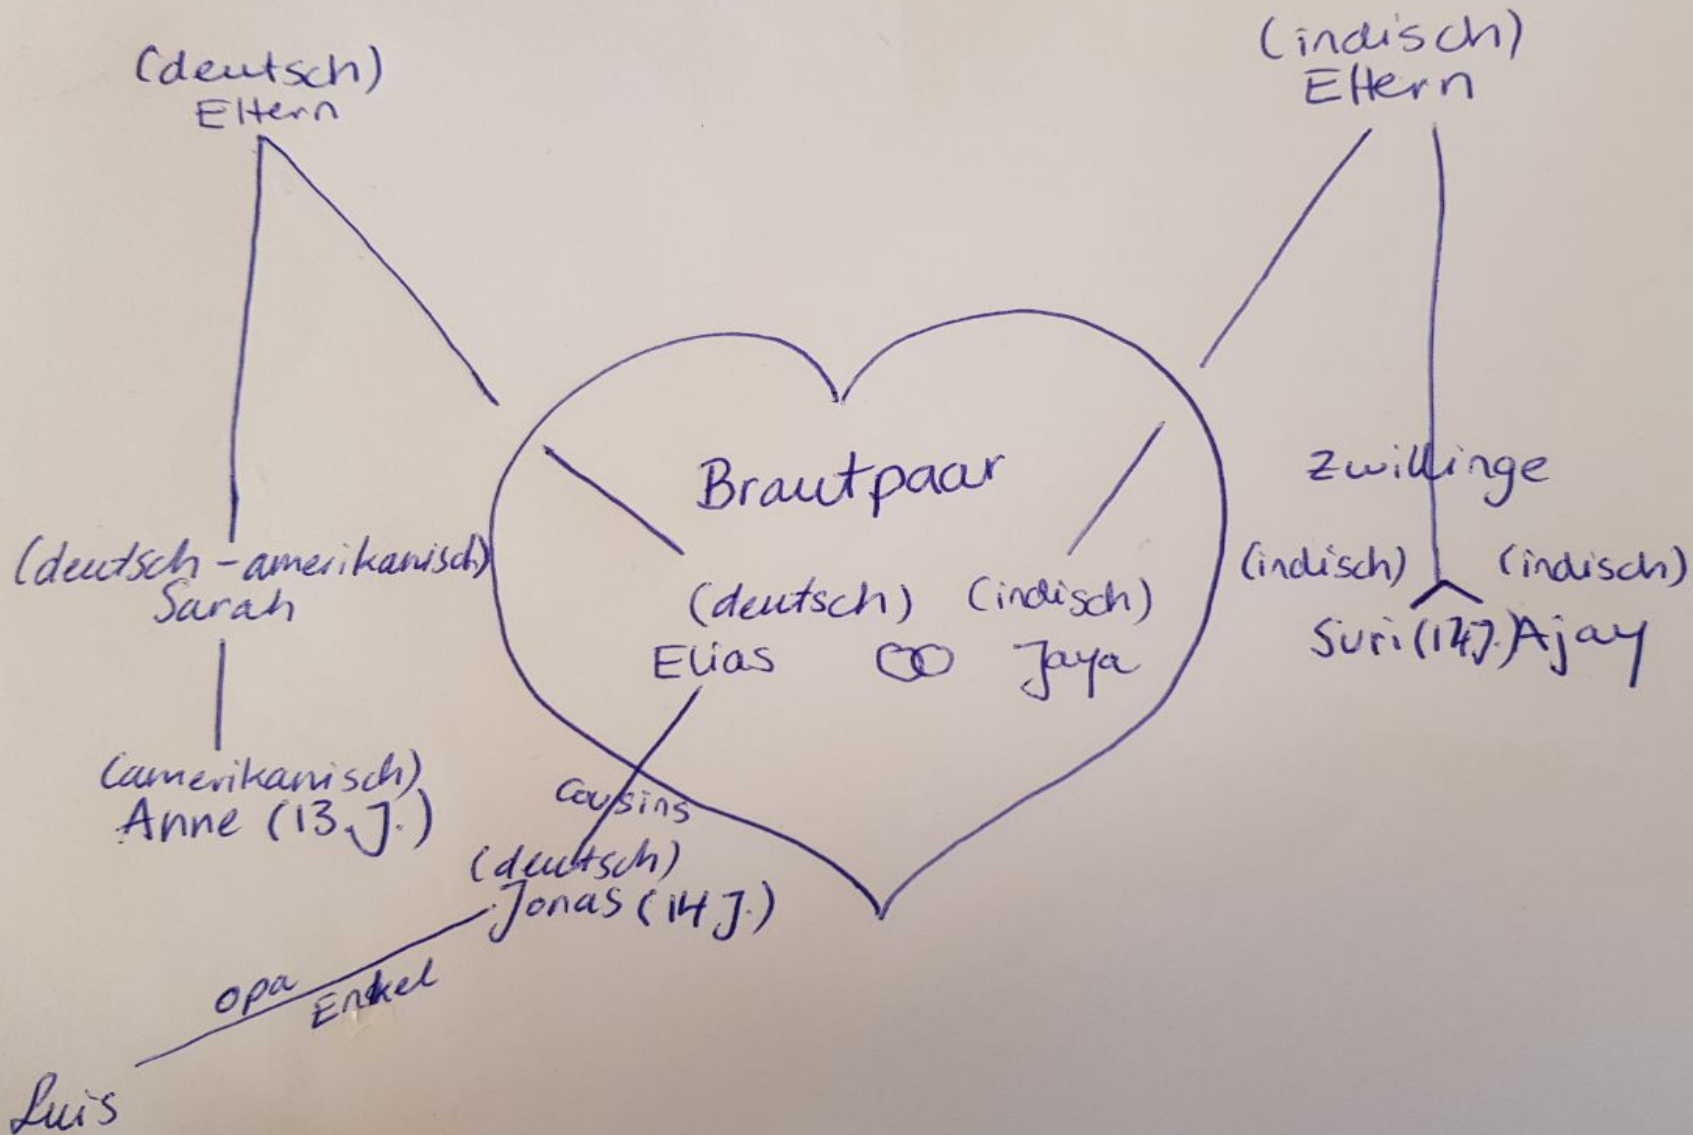 (deutsch)
Eltern
(indisch)
Eltern
Brautpaar
Zwillinge
(deutsch-amerikanisch)
Sarah
(deutsch) (indisch)
Elias Jaya
(indisch) (indisch)
Suri (14 J.) Ajay
(amerikanisch)
Anne (13. J.)
Cousins
(deutsch)
Jonas (14 J.)
Opa
Enkel
Luis